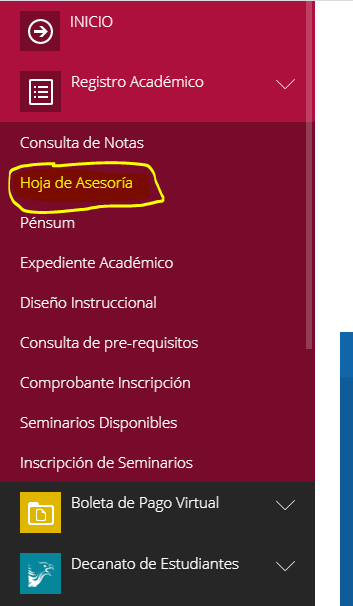 INICIO
Registro Académico
Consulta de Notas
Hoja de Asesoría
Pénsum
Expediente Académico
Diseño Instruccional
Consulta de pre-requisitos
Comprobante Inscripción
Seminarios Disponibles
Inscripción de Seminarios
Boleta de Pago Virtual
Decanato de Estudiantes